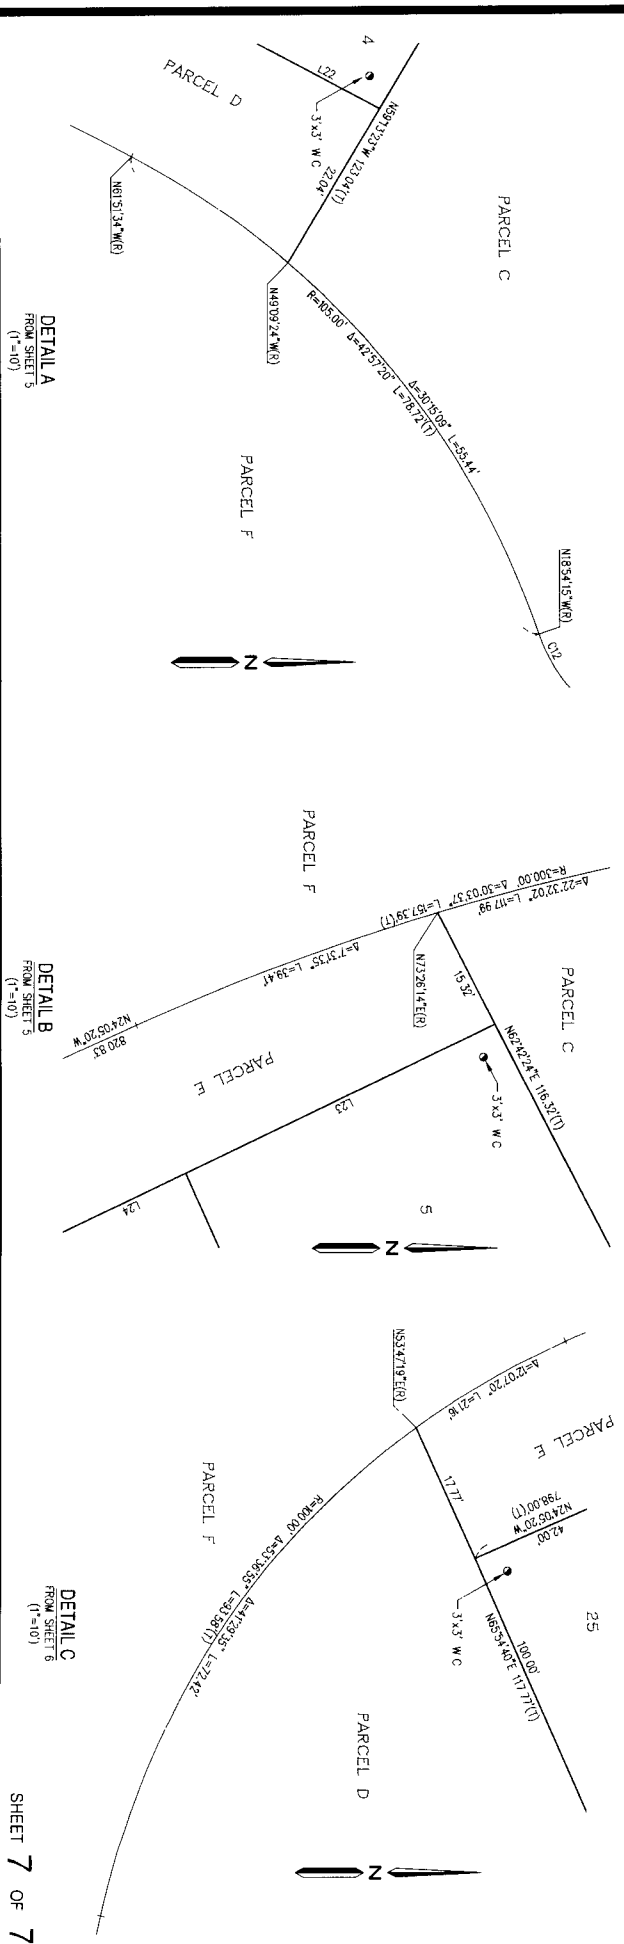 4
PARCEL D
L22
3'x3' WC
N59°13'23"W 123.04'(T)
22.04'
PARCEL C
N61°51'34"W(R)
N49°09'24"W(R)
R=105.00' Δ=42°57'20" L=78.72'(T)
Δ=30°15'09" L=55.44'
PARCEL F
N18°54'15"W(R)
C12
N
DETAIL A
FROM SHEET 5
(1"=10')
PARCEL F
Δ=22°32'02" L=117.99'
R=300.00' Δ=30°03'37" L=157.39'(T)
PARCEL C
15.32'
N62°42'24"E 116.32'(T)
N73°26'14"E(R)
3'x3' WC
Δ=7°31'35" L=39.41'
N24°05'20"W
820.83'
PARCEL E
L23
L24
5
N
DETAIL B
FROM SHEET 5
(1"=10')
N53°47'19"E(R)
Δ=12°07'20" L=21.16'
PARCEL E
17.77'
N24°05'20"W
798.00'(T)
42.00'
25
3'x3' WC
100.00'
N65°54'40"E 117.77'(T)
PARCEL F
R=100.00' Δ=53°36'55" L=93.58'(T)
Δ=41°29'35" L=72.42'
PARCEL D
N
DETAIL C
FROM SHEET 6
(1"=10')
SHEET 7 OF 7